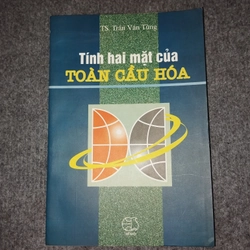 TS. Trần Văn Tùng
Tính hai mặt của
TOÀN CẦU HÓA